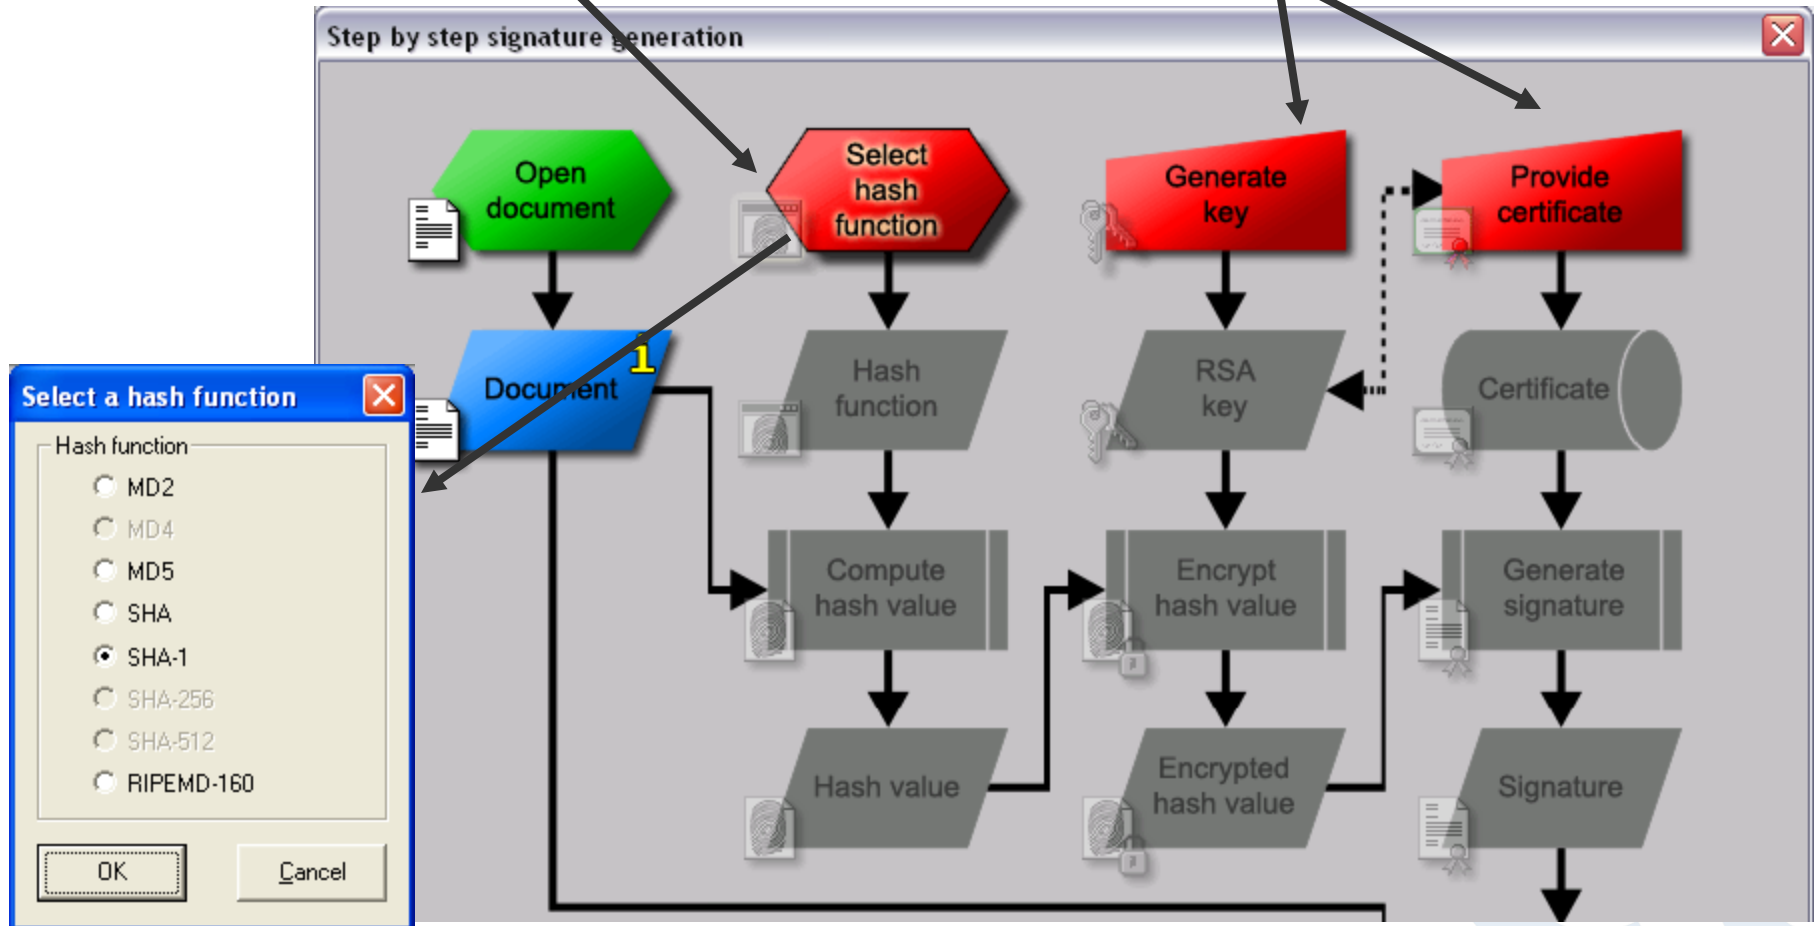 Step by step signature generation
Open
document
Select
hash
function
Generate
key
Provide
certificate
Document
i
Hash
function
RSA
key
Certificate
Compute
hash value
Encrypt
hash value
Generate
signature
Hash value
Encrypted
hash value
Signature
Select a hash function
Hash function
MD2
MD4
MD5
SHA
SHA-1
SHA-256
SHA-512
RIPEMD-160
OK
Cancel